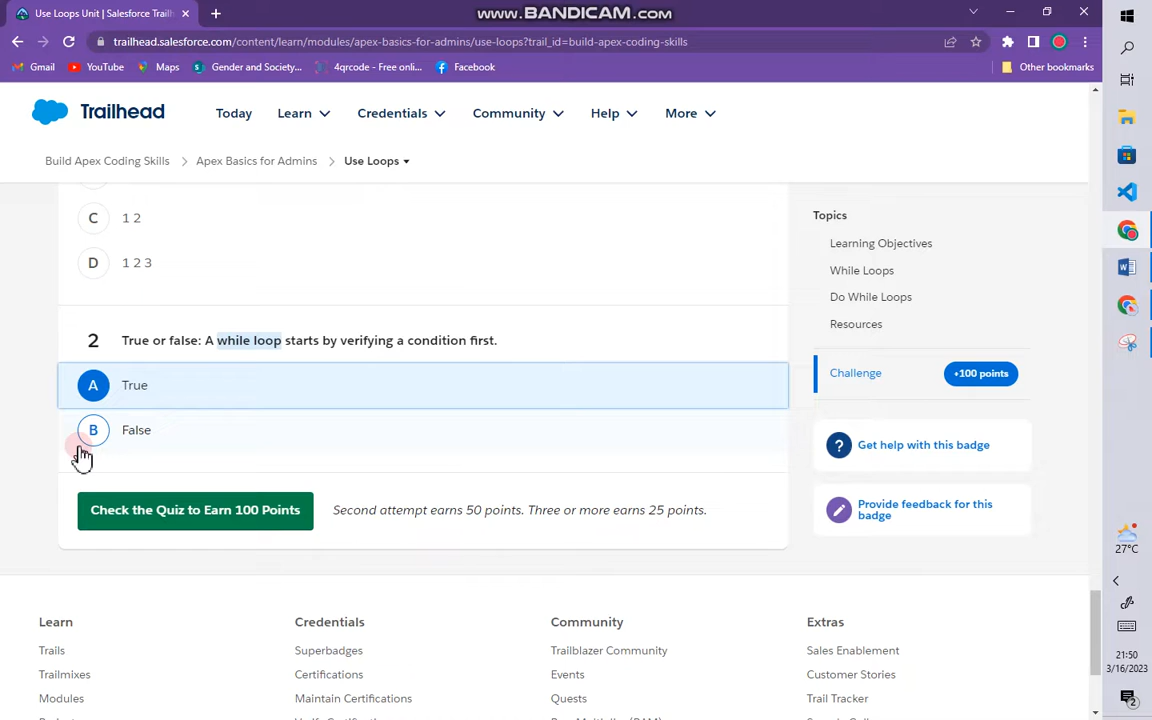 Use Loops Unit | Salesforce Trailh
www.BANDICAM.com
trailhead.salesforce.com/content/learn/modules/apex-basics-for-admins/use-loops?trail_id=build-apex-coding-skills
Gmail
YouTube
Maps
Gender and Society...
4qrcode - Free onli...
Facebook
Other bookmarks
Trailhead
Today
Learn
Credentials
Community
Help
More
Build Apex Coding Skills
Apex Basics for Admins
Use Loops
C 1 2
D 1 2 3
2 True or false: A while loop starts by verifying a condition first.
A True
B False
Check the Quiz to Earn 100 Points
Second attempt earns 50 points. Three or more earns 25 points.
Topics
Learning Objectives
While Loops
Do While Loops
Resources
Challenge
+100 points
? Get help with this badge
Provide feedback for this
badge
Learn
Trails
Trailmixes
Modules
Credentials
Superbadges
Certifications
Maintain Certifications
Community
Trailblazer Community
Events
Quests
Extras
Sales Enablement
Customer Stories
Trail Tracker
27°C
21:50
3/16/2023
2